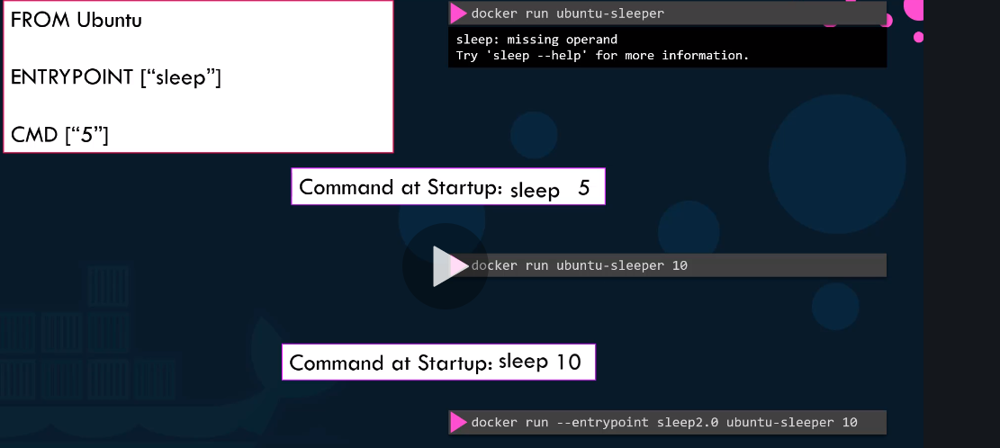 FROM Ubuntu
ENTRYPOINT [“sleep”]
CMD [“5”]
docker run ubuntu-sleeper
sleep: missing operand
Try 'sleep --help' for more information.
Command at Startup: sleep 5
docker run ubuntu-sleeper 10
Command at Startup: sleep 10
docker run --entrypoint sleep2.0 ubuntu-sleeper 10